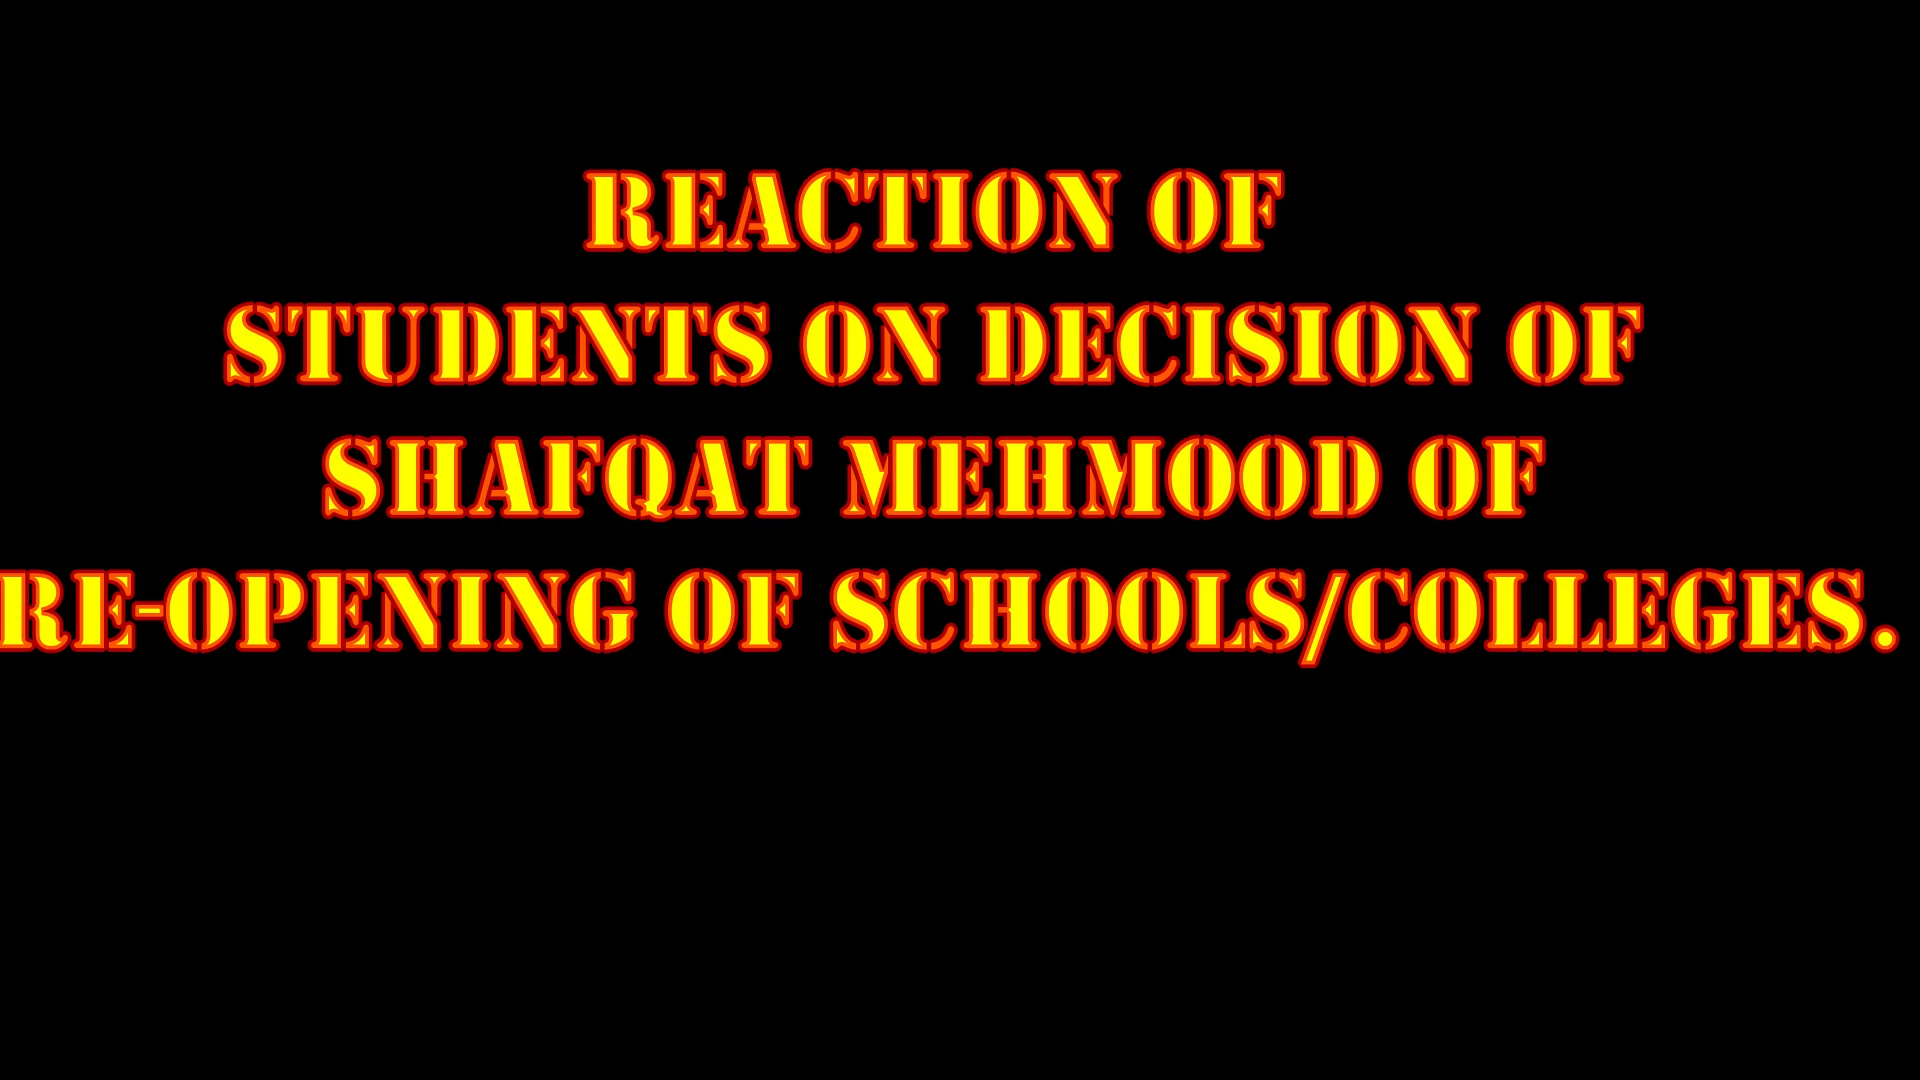 REACTION OF
STUDENTS ON DECISION OF
SHAFQAT MEHMOOD OF
RE-OPENING OF SCHOOLS/COLLEGES.